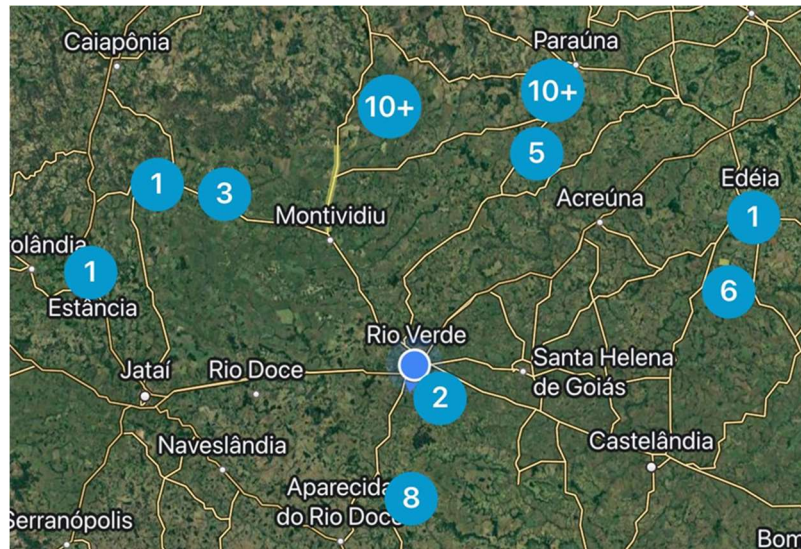 Caiapônia
Paraúna
10+
10+
5
1
3
Edéia
Acreúna
1
Montividiu
olândia
1
Estância
6
Rio Verde
Jataí
Rio Doce
Santa Helena
de Goiás
2
Naveslândia
Castelândia
Aparecida
do Rio Doce
8
Serranópolis
Bom